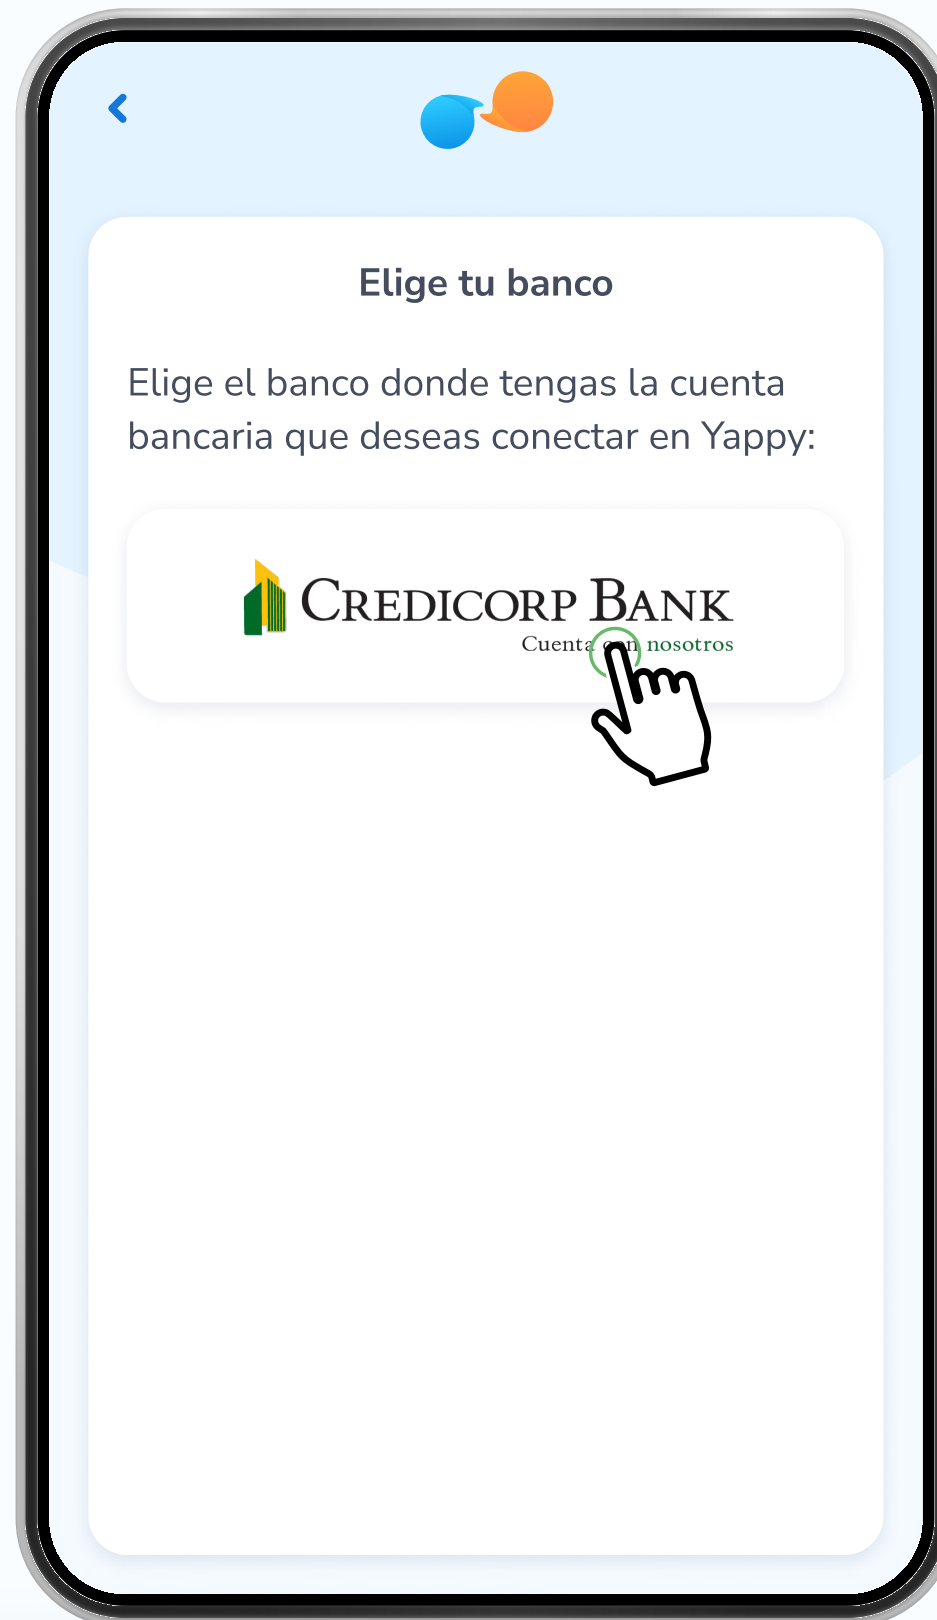 Elige tu banco
Elige el banco donde tengas la cuenta
bancaria que deseas conectar en Yappy:
CREDICORP BANK
Cuenta con nosotros